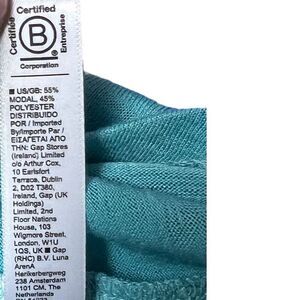 Certified
Certifiée
B
Entreprise
Corporation
■ US/GB: 55%
MODAL, 45%
POLYESTER
DISTRIBUIDO
POR / Imported
By/Importe Par /
ΕΙΣΑΓΕΤΑΙ ΑΠΟ
ΤΗΝ: Gap Stores
(Ireland) Limited
c/o Arthur Cox,
10 Earlsfort
Terrace, Dublin
2, D02 T380,
Ireland, Gap (UK
Holdings)
Limited, 2nd
Floor Nations
House, 103
Wigmore Street,
London, W1U
1QS, UK ■ Gap
(RHC) B.V. Luna
ArenA
Herikerbergweg
238 Amsterdam
1101 CM, The
Netherlands